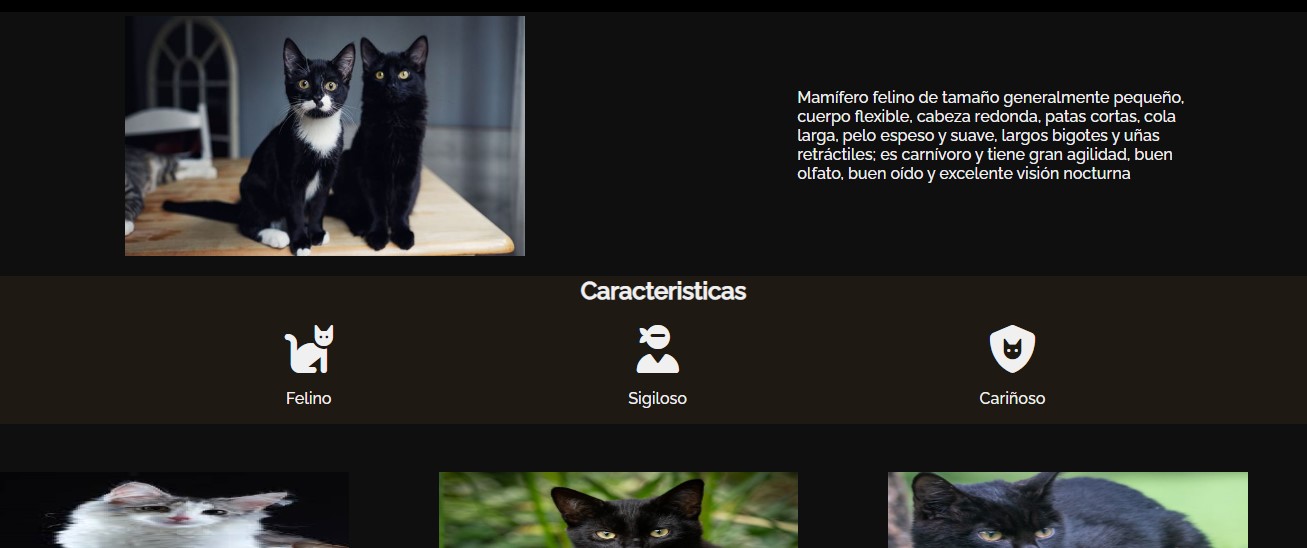 Mamífero felino de tamaño generalmente pequeño,
cuerpo flexible, cabeza redonda, patas cortas, cola
larga, pelo espeso y suave, largos bigotes y uñas
retráctiles; es carnívoro y tiene gran agilidad, buen
olfato, buen oído y excelente visión nocturna
Caracteristicas
Felino
Sigiloso
Cariñoso